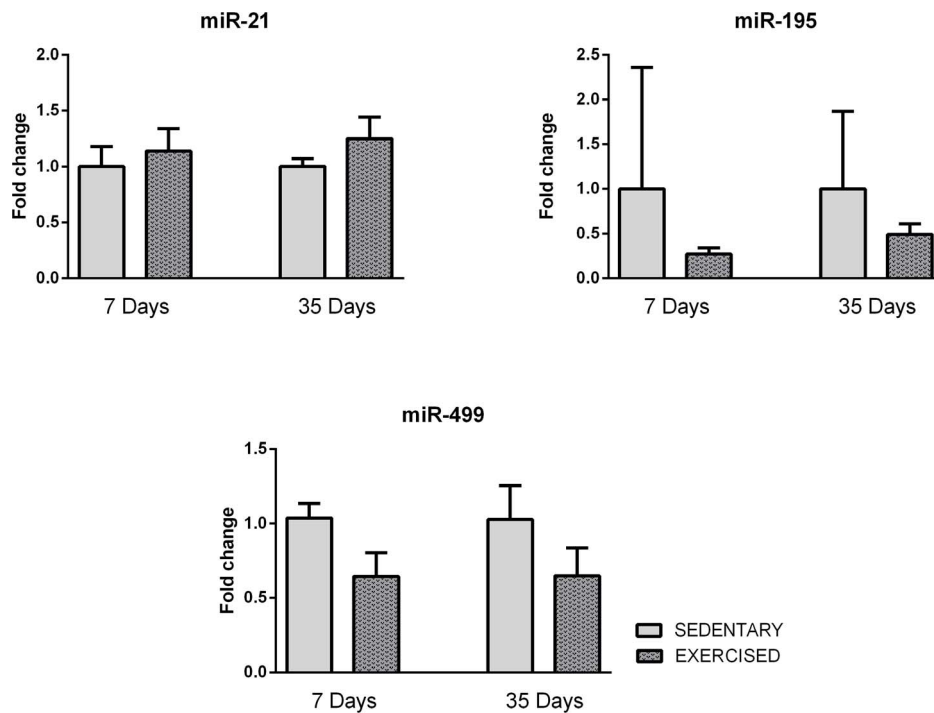 miR-21
Fold change
2.0
1.5
1.0
0.5
0.0
7 Days
35 Days
miR-195
Fold change
2.5
2.0
1.5
1.0
0.5
0.0
7 Days
35 Days
miR-499
Fold change
1.5
1.0
0.5
0.0
7 Days
35 Days
SEDENTARY
EXERCISED